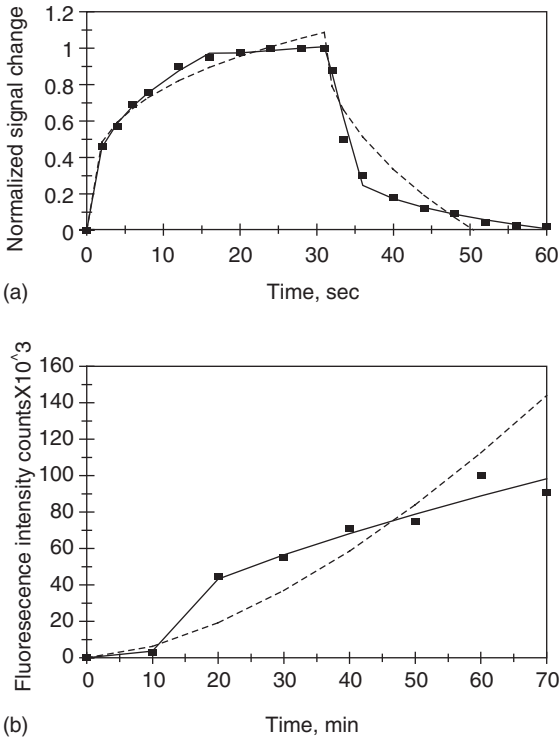 Normalized signal change
1.2
1
0.8
0.6
0.4
0.2
0
0 10 20 30 40 50 60
(a)
Time, sec
Fluoresecence intensity countsX10^3
160
140
120
100
80
60
40
20
0
0 10 20 30 40 50 60 70
(b)
Time, min